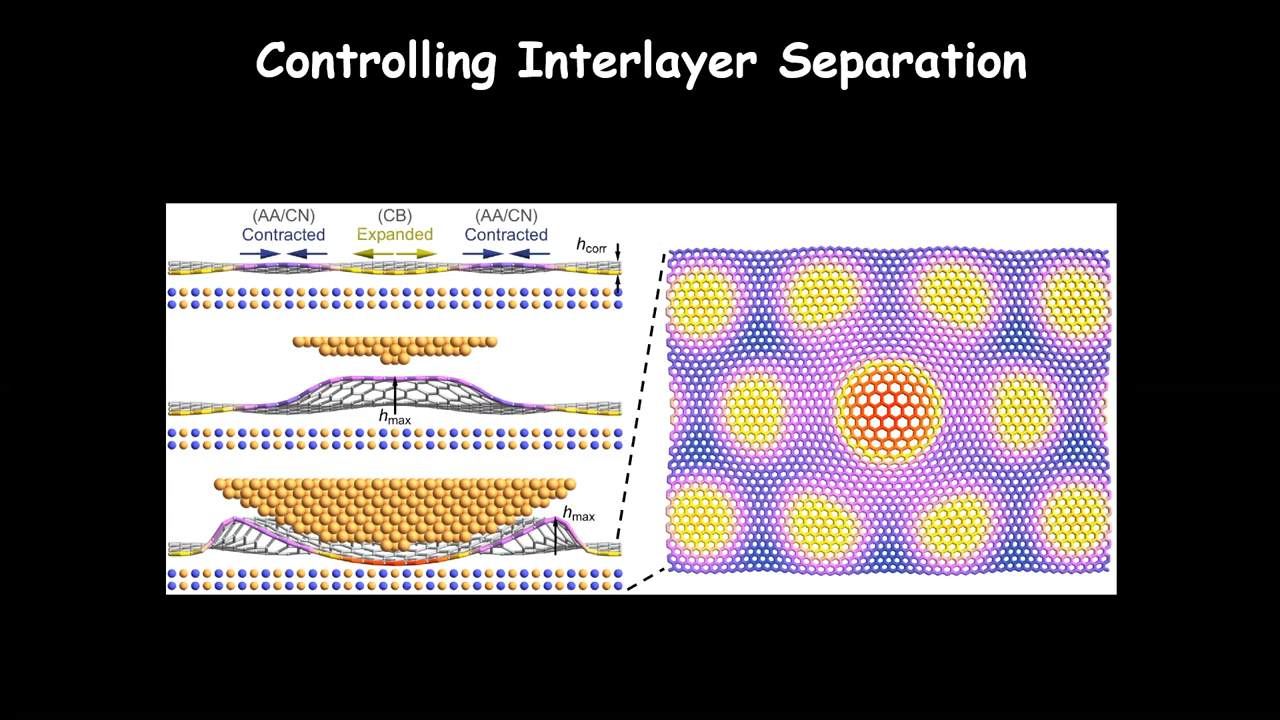 Controlling Interlayer Separation
(AA/CN) (CB) (AA/CN)
Contracted Expanded Contracted
hcorr
hmax
hmax